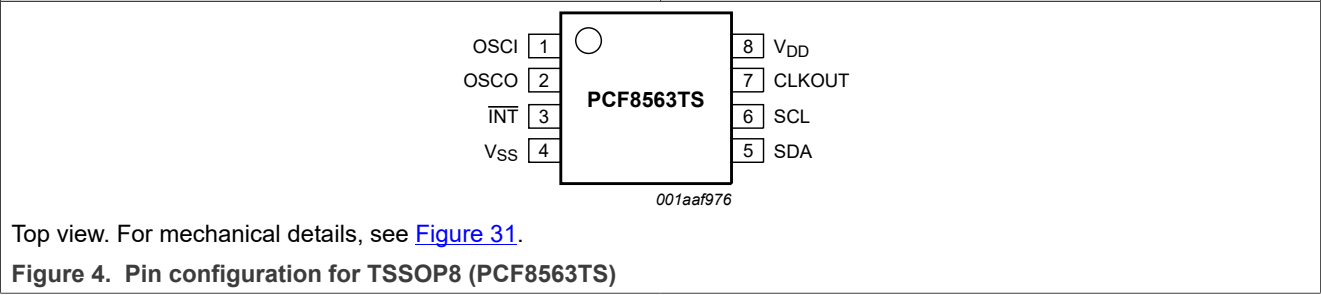 OSCI 1 8 VDD
OSCO 2 7 CLKOUT
PCF8563TS
INT 3 6 SCL
VSS 4 5 SDA
001aaf976
Top view. For mechanical details, see Figure 31.
Figure 4. Pin configuration for TSSOP8 (PCF8563TS)